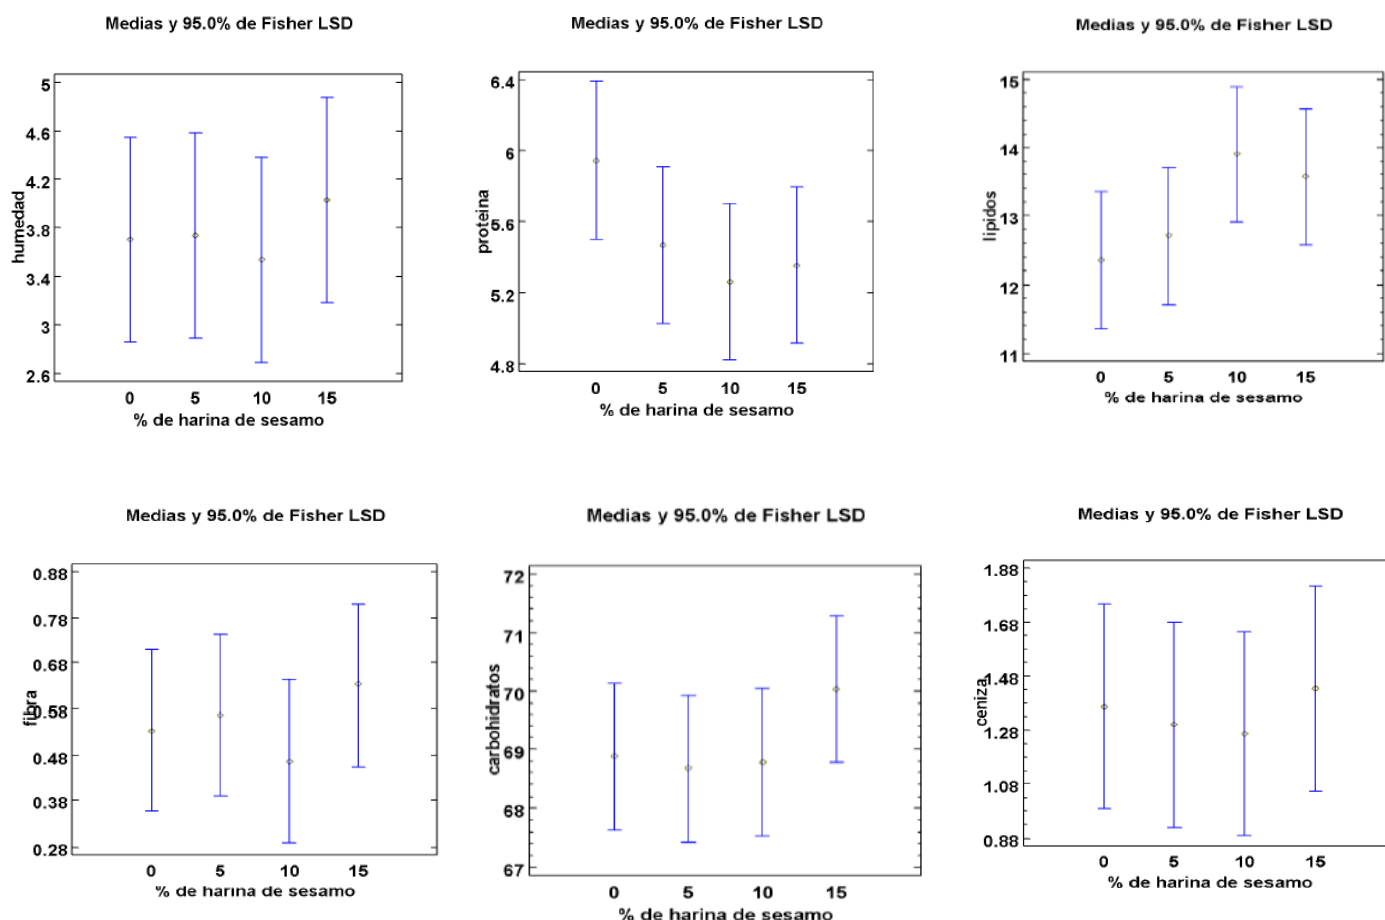 Medias y 95.0% de Fisher LSD
humedad
5
4.6
4.2
3.8
3.4
3
2.6
0 5 10 15
% de harina de sesamo
Medias y 95.0% de Fisher LSD
proteina
6.4
6
5.6
5.2
4.8
0 5 10 15
% de harina de sesamo
Medias y 95.0% de Fisher LSD
lipidos
15
14
13
12
11
0 5 10 15
% de harina de sesamo
Medias y 95.0% de Fisher LSD
fibra
0.88
0.78
0.68
0.58
0.48
0.38
0.28
0 5 10 15
% de harina de sesamo
Medias y 95.0% de Fisher LSD
carbohidratos
72
71
70
69
68
67
0 5 10 15
% de harina de sesamo
Medias y 95.0% de Fisher LSD
ceniza
1.88
1.68
1.48
1.28
1.08
0.88
0 5 10 15
% de harina de sesamo